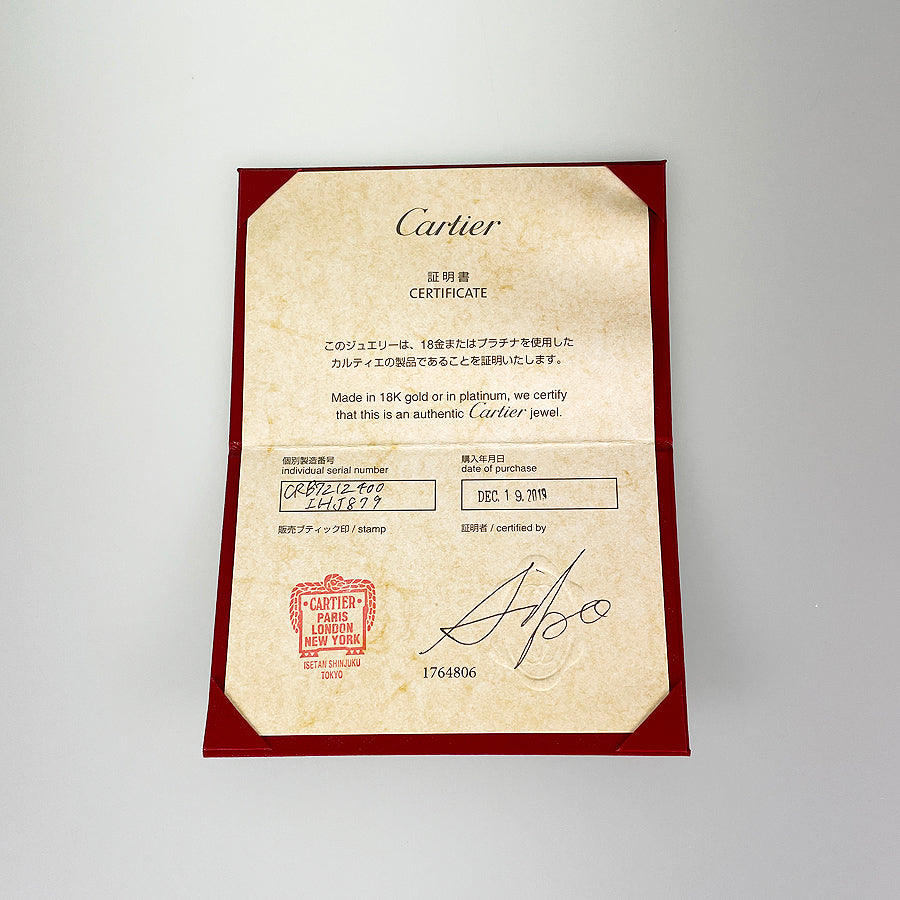 Cartier
証明書
CERTIFICATE
このジュエリーは、18金またはプラチナを使用した
カルティエの製品であることを証明いたします。
Made in 18K gold or in platinum, we certify
that this is an authentic Cartier jewel.
個別製造番号
individual serial number
CRB7212400
IHJ879
購入年月日
date of purchase
DEC. 19. 2019
販売ブティック印 / stamp
証明者 / certified by
CARTIER
PARIS
LONDON
NEW YORK
ISETAN SHINJUKU
TOKYO
1764806